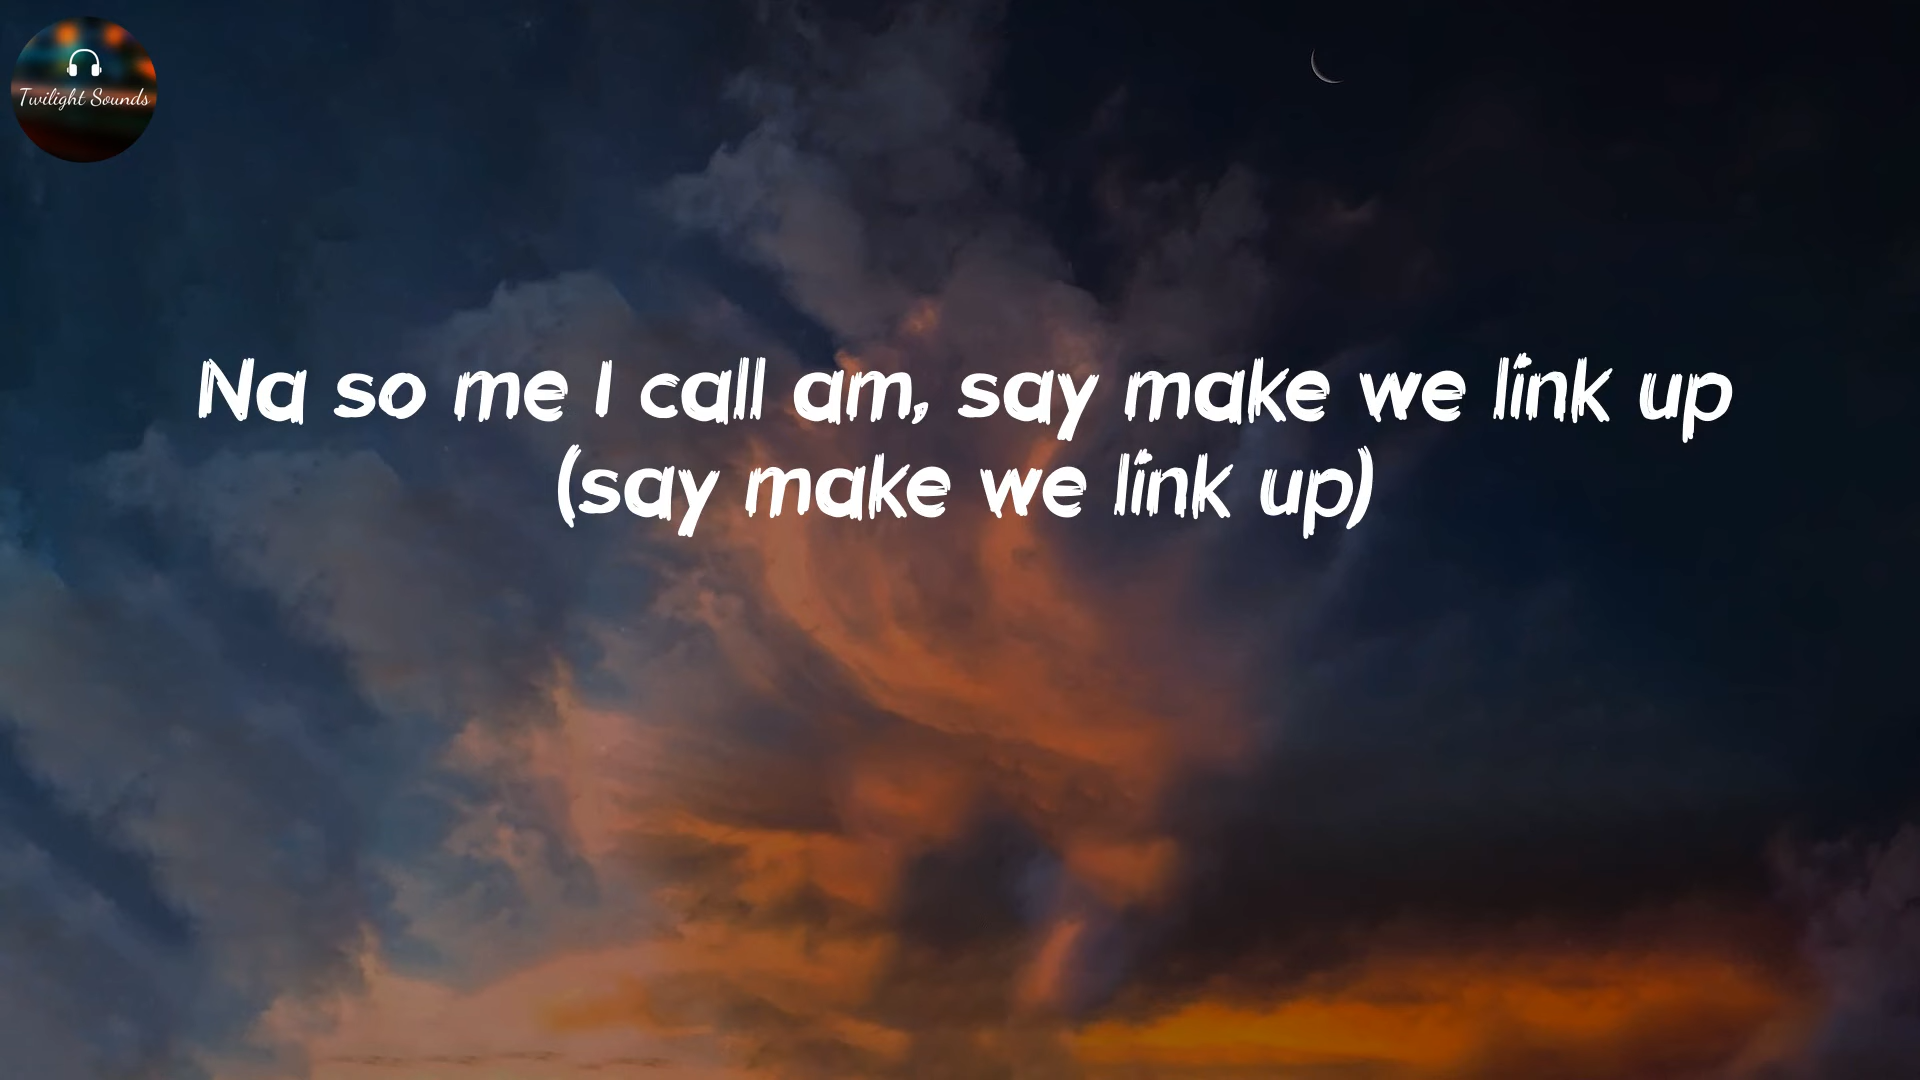 Twilight Sounds
Na so me I call am, say make we link up
(say make we link up)